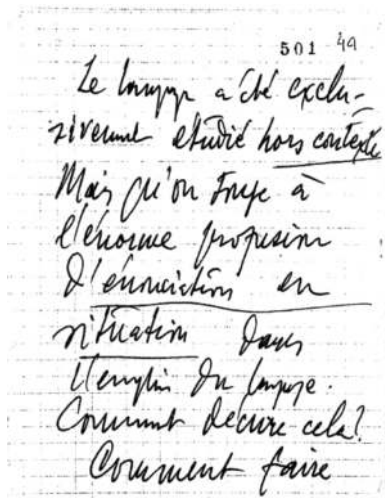 501 49
Le langage a été exclu-
sivement étudié hors contexte
Mais qu'on songe à
l'énorme profusion
d'énonciation en
situation dans
l'emploi du langage.
Comment décrire cela?
Comment faire